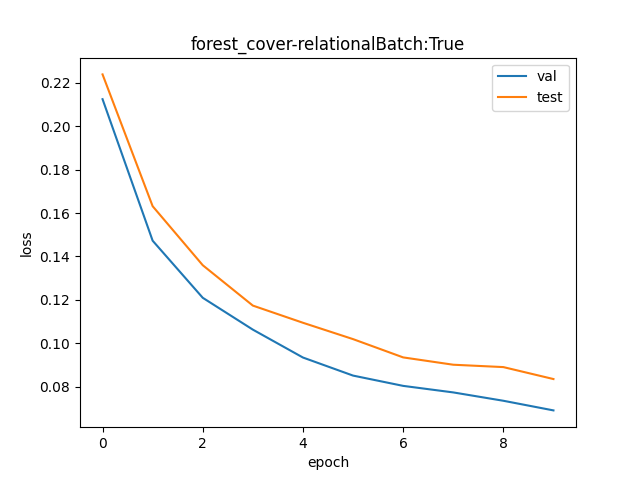 forest_cover-relationalBatch:True
val
test
loss
0.22
0.20
0.18
0.16
0.14
0.12
0.10
0.08
0 2 4 6 8
epoch